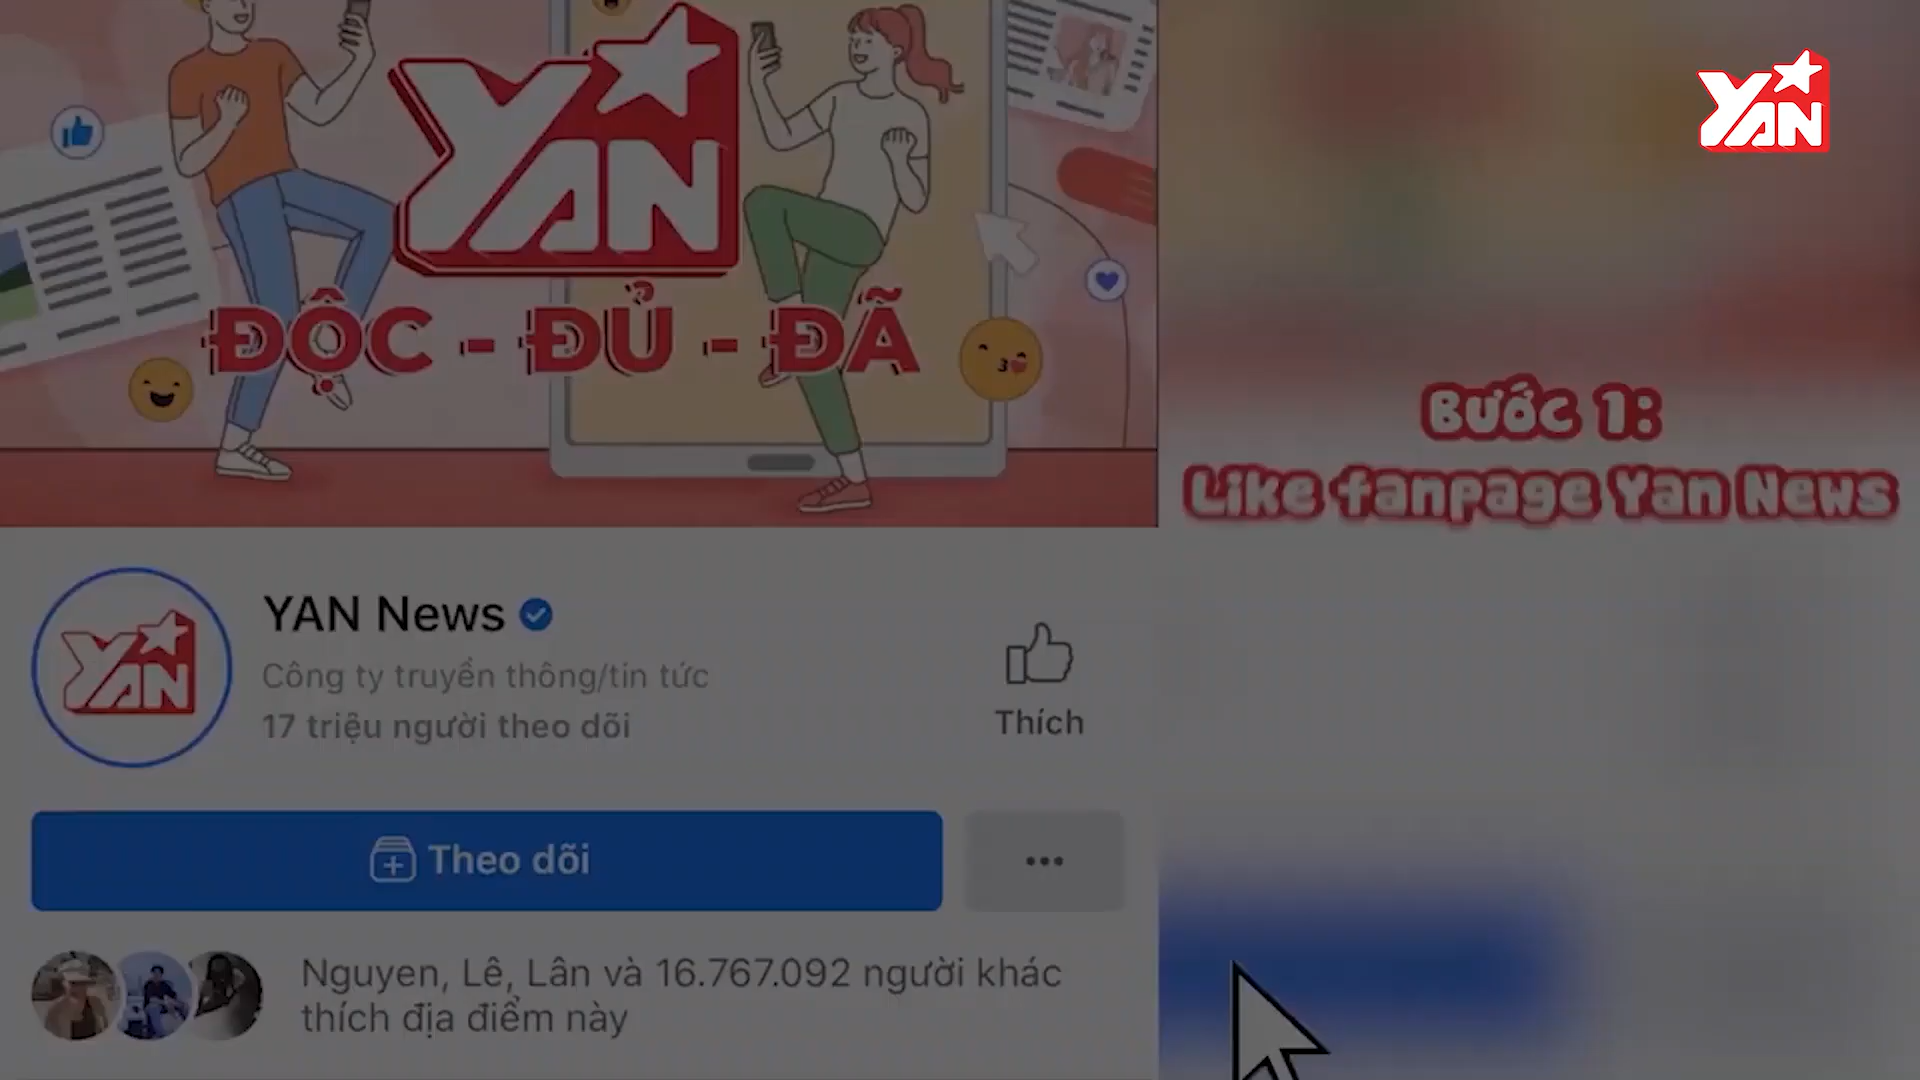 YAN
ĐỘC - ĐỦ - ĐÃ
YAN
Bước 1:
Like fanpage Yan News
YAN
YAN News
Công ty truyền thông/tin tức
17 triệu người theo dõi
Thích
Theo dõi
Nguyen, Lê, Lân và 16.767.092 người khác
thích địa điểm này